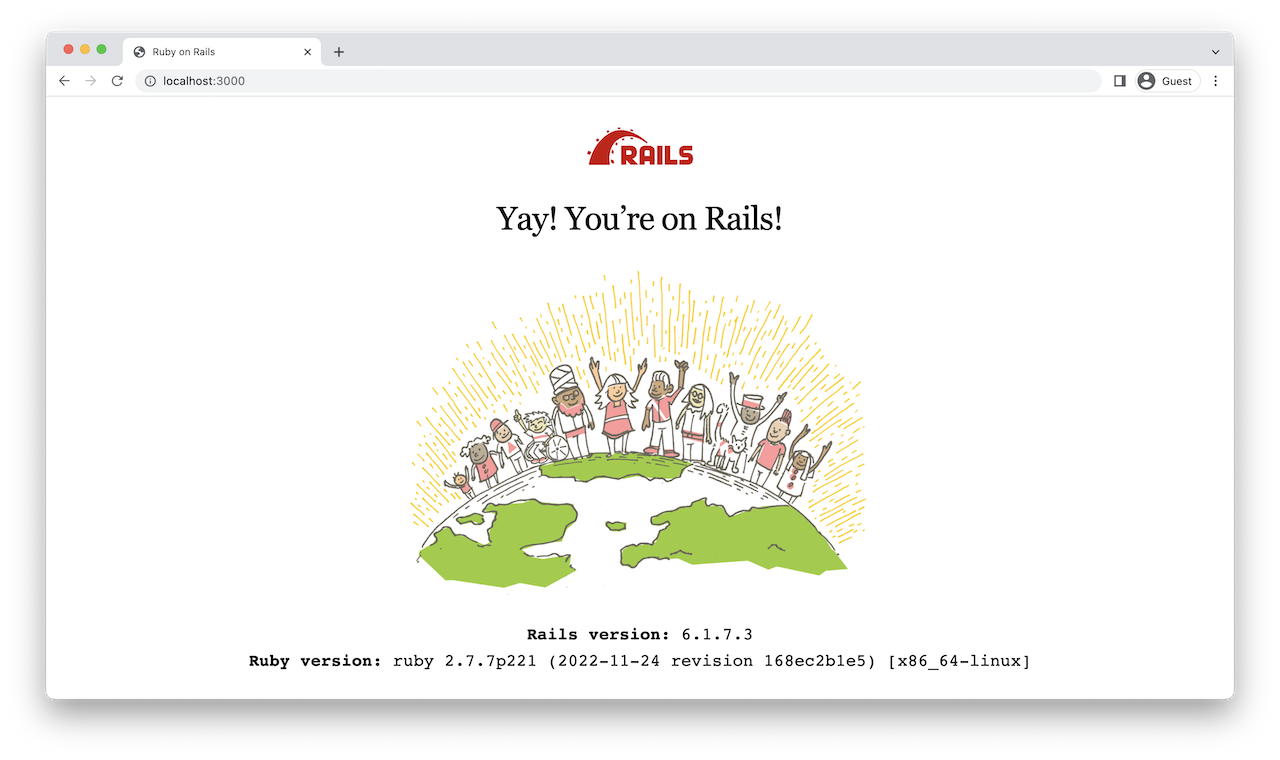 Ruby on Rails
localhost:3000
Guest
RAILS
Yay! You’re on Rails!
Rails version: 6.1.7.3
Ruby version: ruby 2.7.7p221 (2022-11-24 revision 168ec2b1e5) [x86_64-linux]